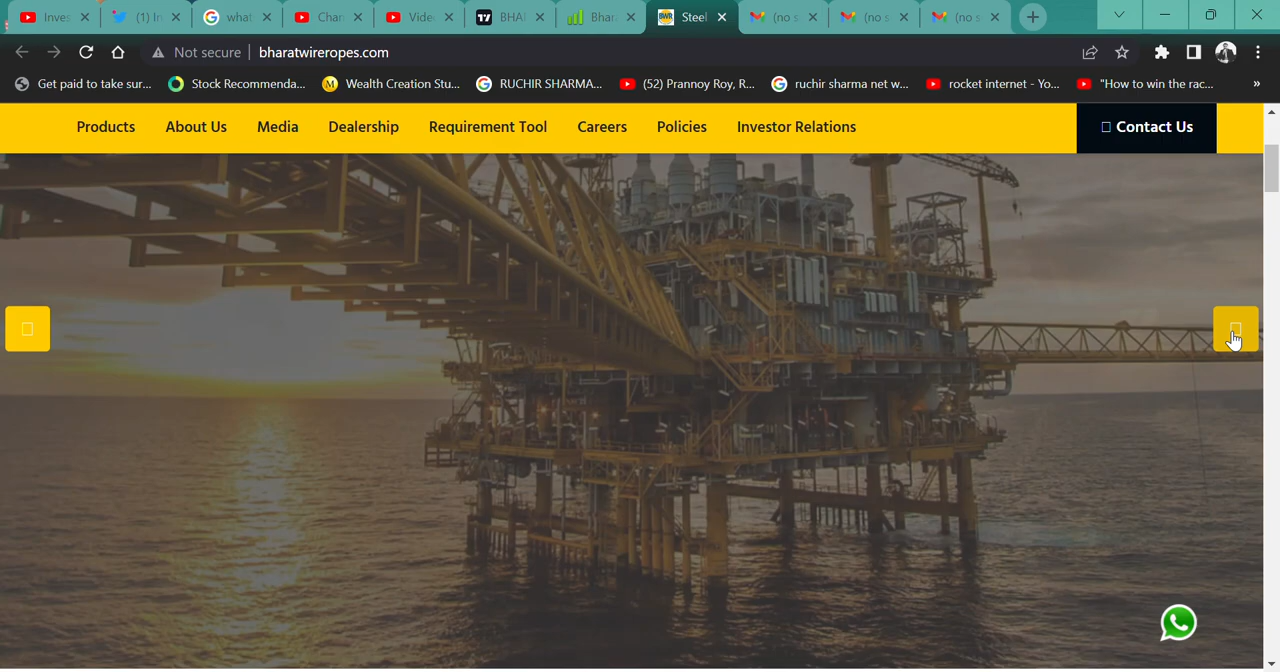 Inves
(1) In
what
Chan
Vide
BHA
Bhar
BWR
Steel
(no s
(no s
(no s
Not secure
bharatwireropes.com
Get paid to take sur...
Stock Recommenda...
M
Wealth Creation Stu...
RUCHIR SHARMA...
(52) Prannoy Roy, R...
ruchir sharma net w...
rocket internet - Yo...
"How to win the rac...
»
Products
About Us
Media
Dealership
Requirement Tool
Careers
Policies
Investor Relations
Contact Us